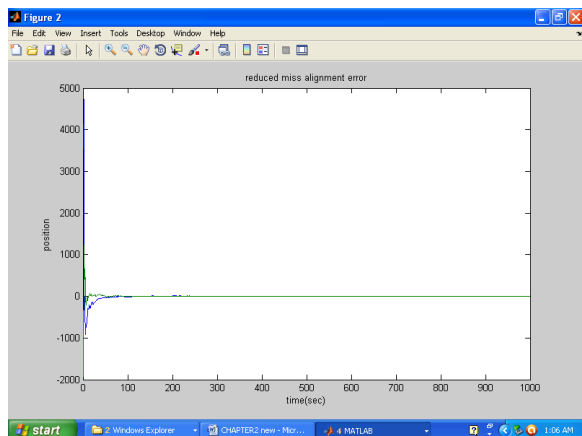 Figure 2
File Edit View Insert Tools Desktop Window Help
reduced miss alignment error
5000
4000
3000
2000
1000
0
-1000
-2000
position
0 100 200 300 400 500 600 700 800 900 1000
time(sec)
start 2 Windows Explorer CHAPTER2 new - Micr... 4 MATLAB 1:06 AM